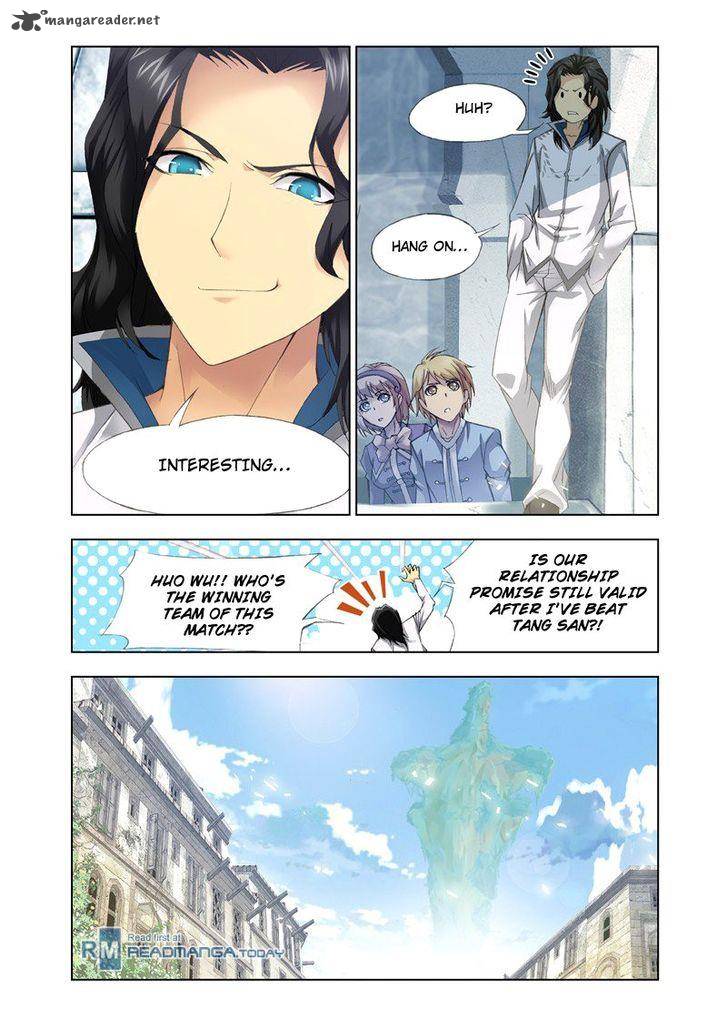 mangareader.net
INTERESTING...
HUH?
HANG ON...
HUO WU!! WHO'S
THE WINNING
TEAM OF THIS
MATCH??
IS OUR
RELATIONSHIP
PROMISE STILL VALID
AFTER I'VE BEAT
TANG SAN?!
RM
Read first at
READMANGA.TODAY